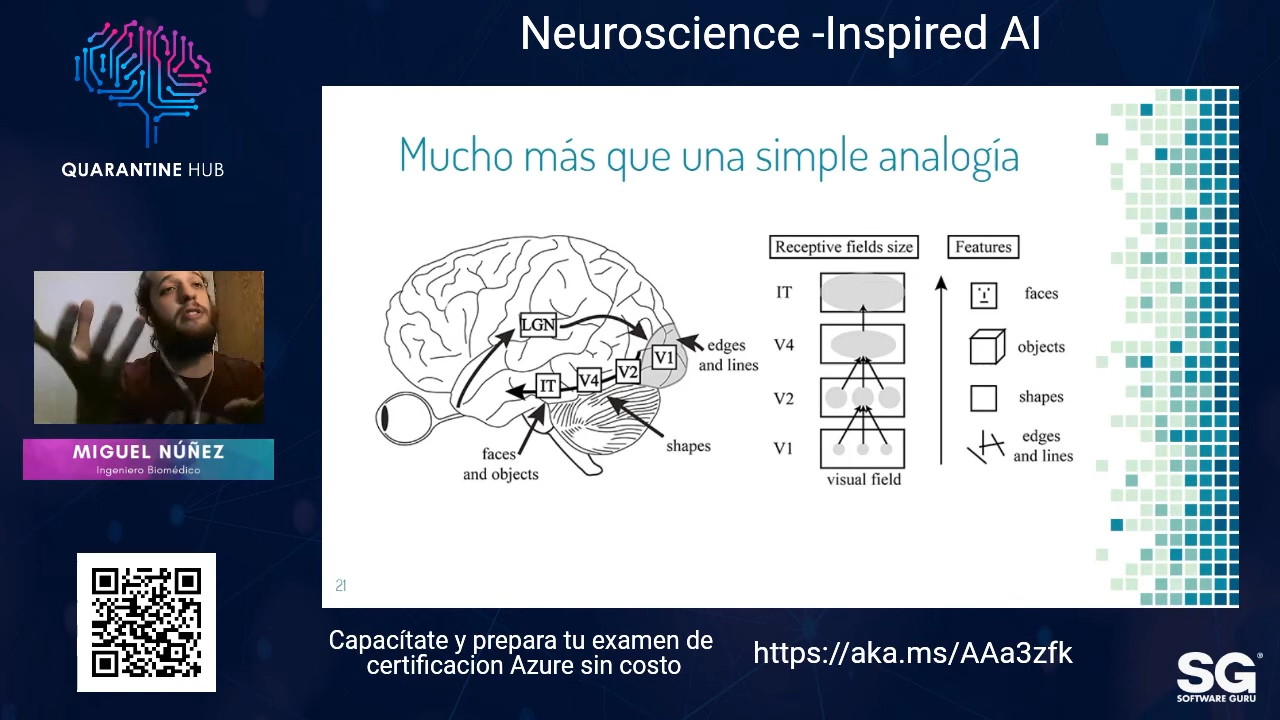 Neuroscience -Inspired AI
QUARANTINE HUB
MIGUEL NÚÑEZ
Ingeniero Biomédico
Mucho más que una simple analogía
LGN
V1
V2
V4
IT
edges
and lines
shapes
faces
and objects
Receptive fields size
Features
IT
faces
V4
objects
V2
shapes
V1
edges
and lines
visual field
21
Capacítate y prepara tu examen de
certificacion Azure sin costo
https://aka.ms/AAa3zfk
SG®
SOFTWARE GURU